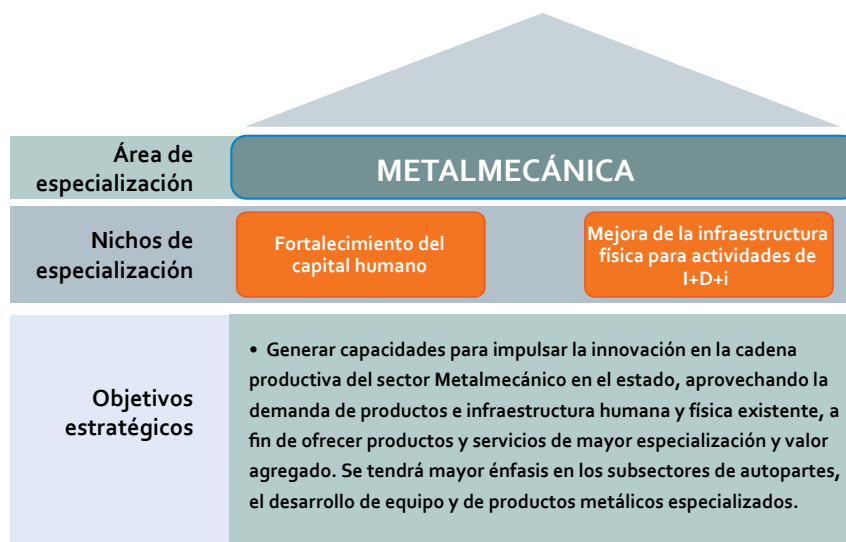 Área de
especialización
METALMECÁNICA
Nichos de
especialización
Fortalecimiento del
capital humano
Mejora de la infraestructura
física para actividades de
I+D+i
Objetivos
estratégicos
• Generar capacidades para impulsar la innovación en la cadena
productiva del sector Metalmecánico en el estado, aprovechando la
demanda de productos e infraestructura humana y física existente, a
fin de ofrecer productos y servicios de mayor especialización y valor
agregado. Se tendrá mayor énfasis en los subsectores de autopartes,
el desarrollo de equipo y de productos metálicos especializados.